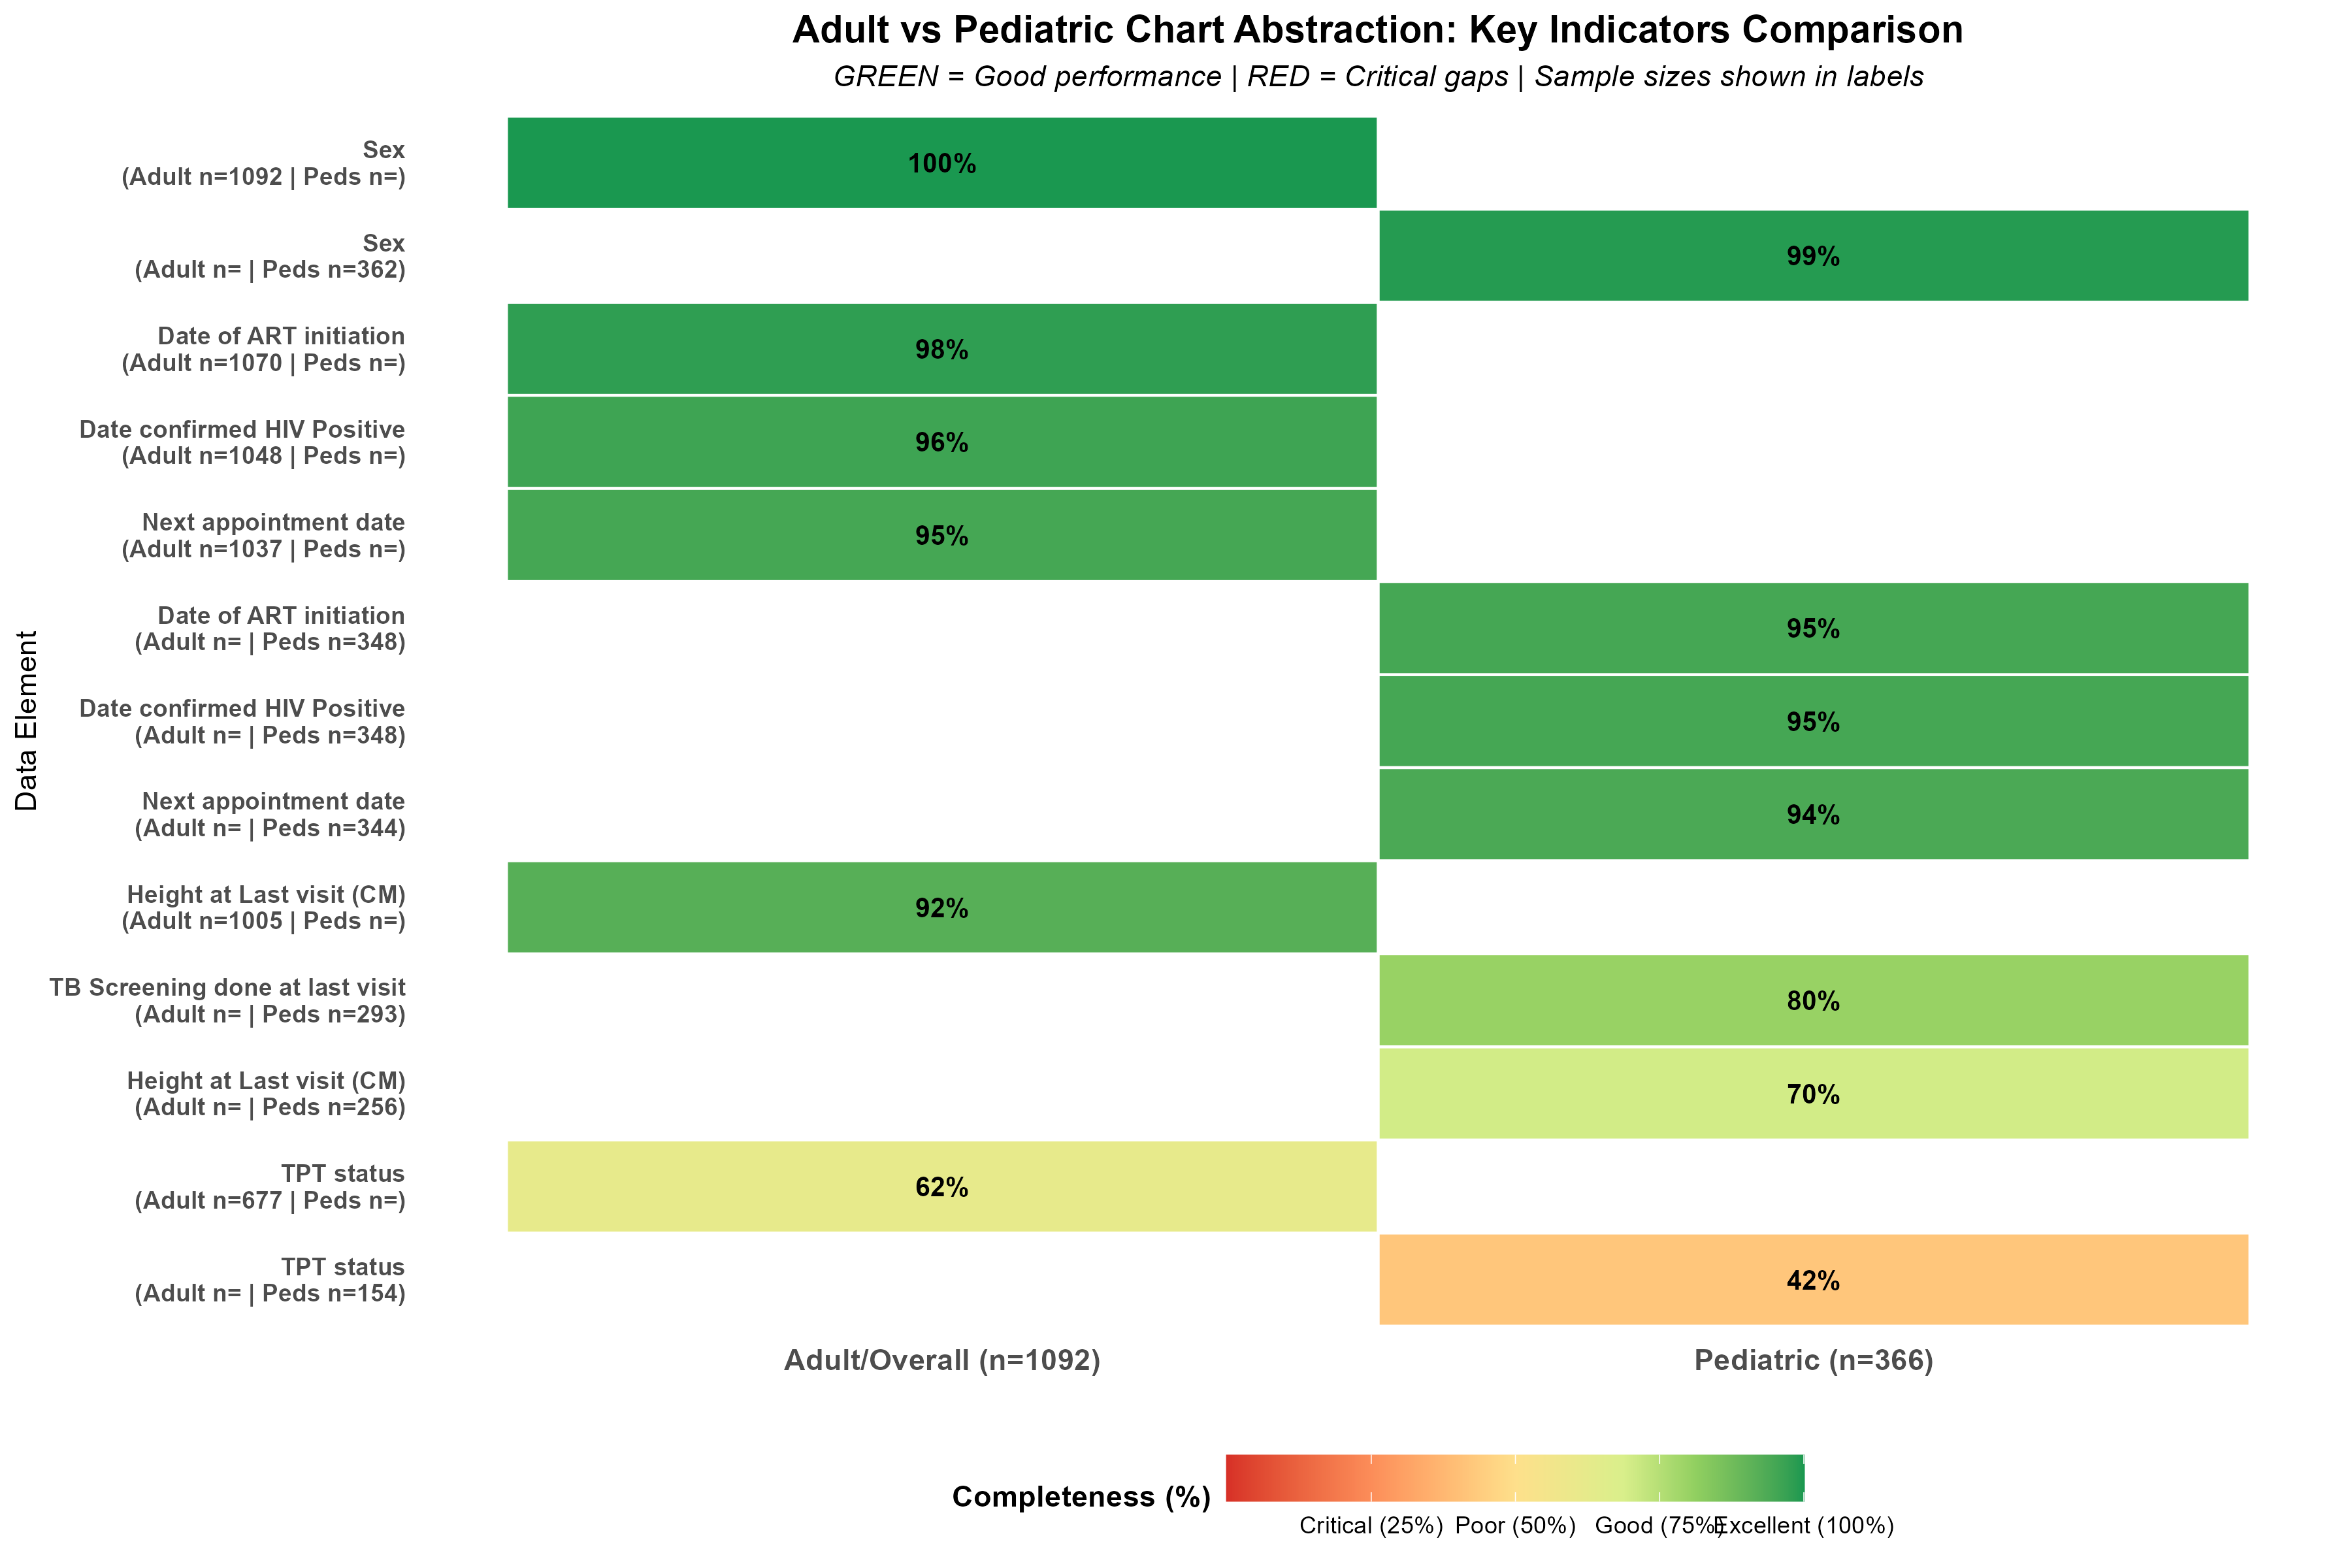 Adult vs Pediatric Chart Abstraction: Key Indicators Comparison
GREEN = Good performance | RED = Critical gaps | Sample sizes shown in labels
Data Element
Sex
(Adult n=1092 | Peds n=)
100%
Sex
(Adult n= | Peds n=362)
99%
Date of ART initiation
(Adult n=1070 | Peds n=)
98%
Date confirmed HIV Positive
(Adult n=1048 | Peds n=)
96%
Next appointment date
(Adult n=1037 | Peds n=)
95%
Date of ART initiation
(Adult n= | Peds n=348)
95%
Date confirmed HIV Positive
(Adult n= | Peds n=348)
95%
Next appointment date
(Adult n= | Peds n=344)
94%
Height at Last visit (CM)
(Adult n=1005 | Peds n=)
92%
TB Screening done at last visit
(Adult n= | Peds n=293)
80%
Height at Last visit (CM)
(Adult n= | Peds n=256)
70%
TPT status
(Adult n=677 | Peds n=)
62%
TPT status
(Adult n= | Peds n=154)
42%
Adult/Overall (n=1092)
Pediatric (n=366)
Completeness (%)
Critical (25%)
Poor (50%)
Good (75%)
Excellent (100%)